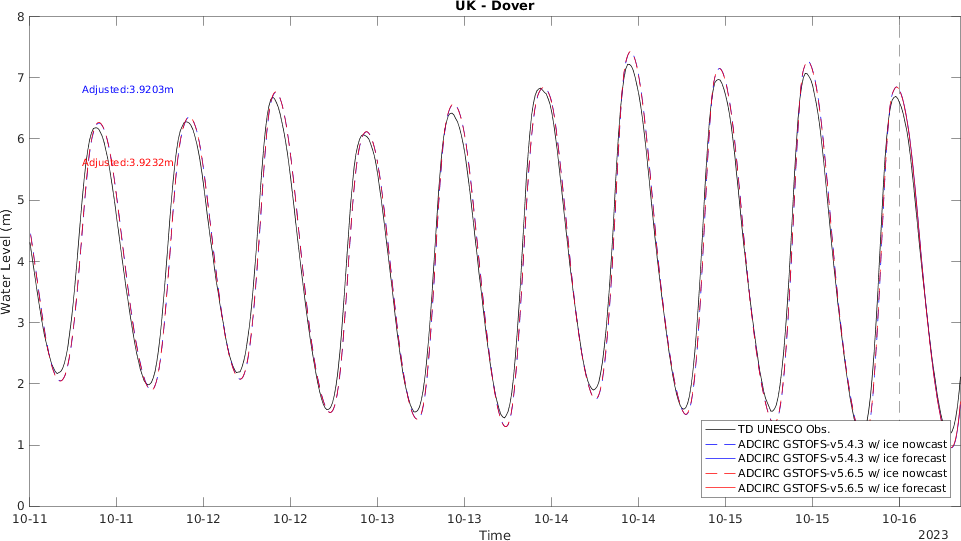 UK - Dover
8
7
6
5
4
3
2
1
0
Water Level (m)
Adjusted:3.9203m
Adjusted:3.9232m
TD UNESCO Obs.
ADCIRC GSTOFS-v5.4.3 w/ ice nowcast
ADCIRC GSTOFS-v5.4.3 w/ ice forecast
ADCIRC GSTOFS-v5.6.5 w/ ice nowcast
ADCIRC GSTOFS-v5.6.5 w/ ice forecast
10-11 10-11 10-12 10-12 10-13 10-13 10-14 10-14 10-15 10-15 10-16
Time
2023